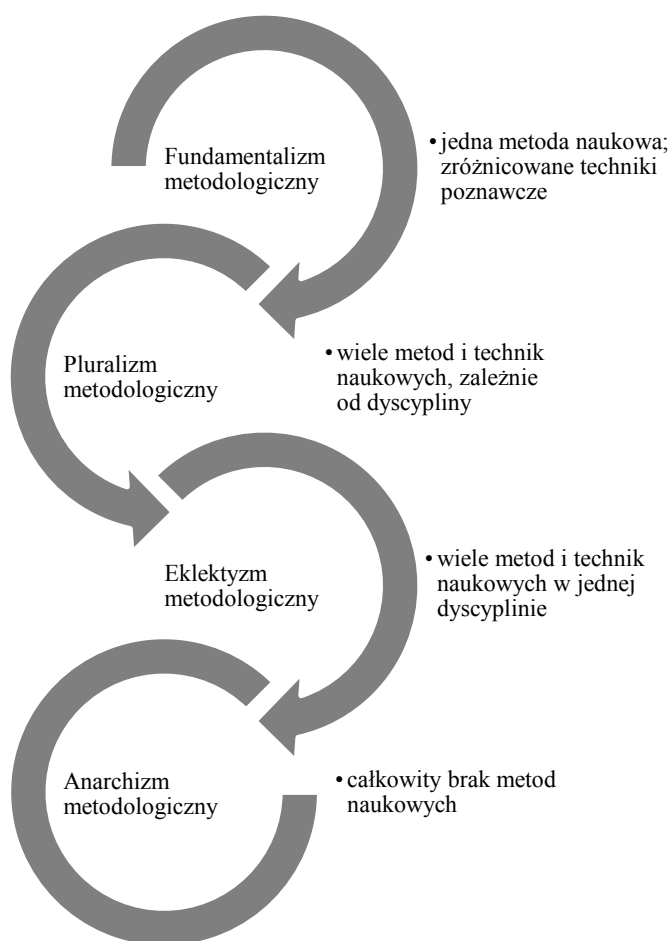 Fundamentalizm
metodologiczny
• jedna metoda naukowa;
zróżnicowane techniki
poznawcze
Pluralizm
metodologiczny
• wiele metod i technik
naukowych, zależnie
od dyscypliny
Eklektyzm
metodologiczny
• wiele metod i technik
naukowych w jednej
dyscyplinie
Anarchizm
metodologiczny
• całkowity brak metod
naukowych